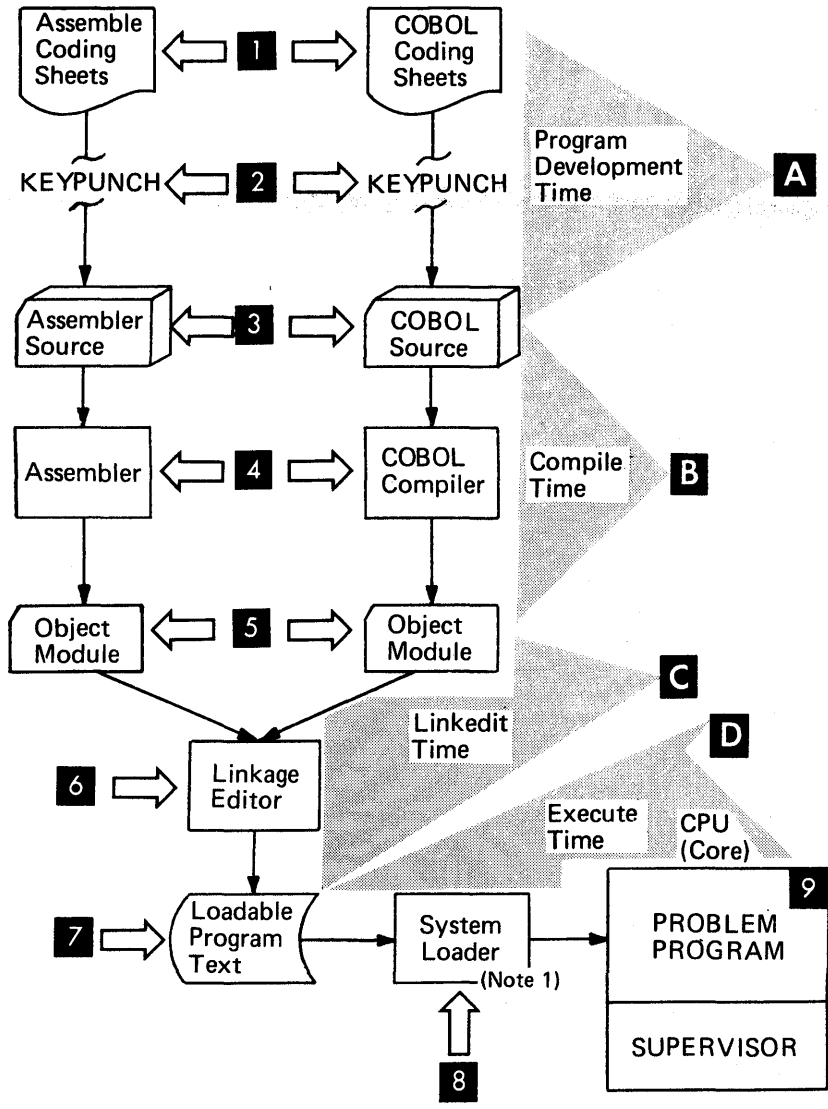 Assemble
Coding
Sheets
1
COBOL
Coding
Sheets
KEYPUNCH
2
KEYPUNCH
Program
Development
Time
A
Assembler
Source
3
COBOL
Source
Assembler
4
COBOL
Compiler
Compile
Time
B
Object
Module
5
Object
Module
C
Linkedit
Time
D
6
Linkage
Editor
Execute
Time
CPU
(Core)
7
Loadable
Program
Text
System
Loader
(Note 1)
9
PROBLEM
PROGRAM
SUPERVISOR
8